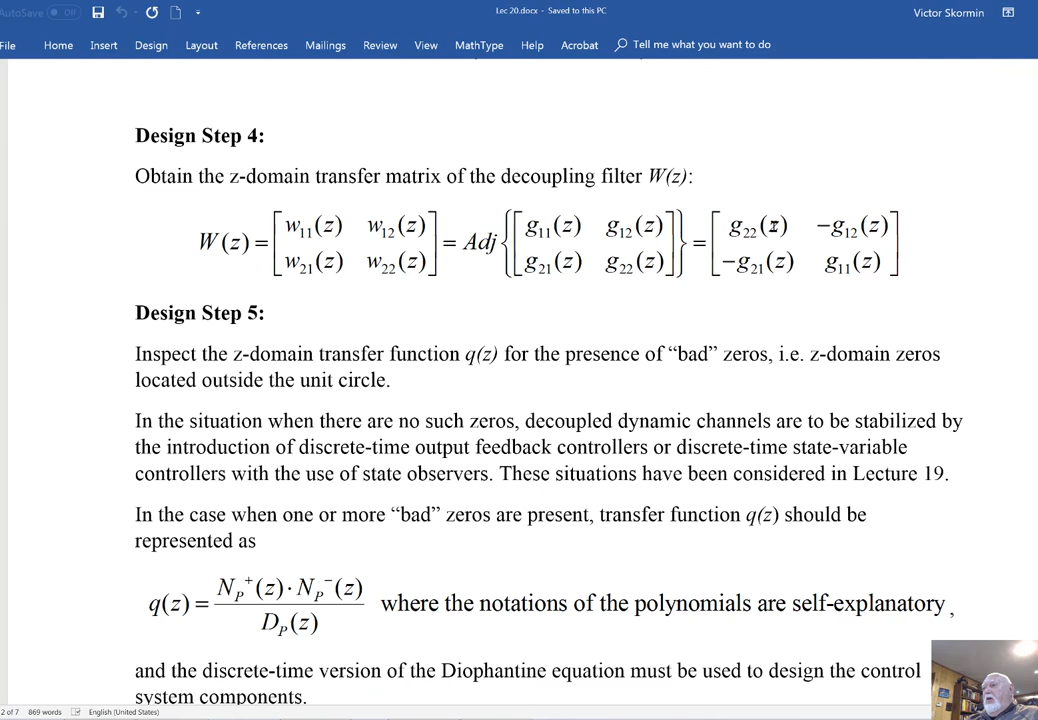 AutoSave Off
Lec 20.docx - Saved to this PC
Victor Skormin
File Home Insert Design Layout References Mailings Review View MathType Help Acrobat Tell me what you want to do
Design Step 4:
Obtain the z-domain transfer matrix of the decoupling filter W(z):
W(z) = [ w₁₁(z) w₁₂(z) ; w₂₁(z) w₂₂(z) ] = Adj { [ g₁₁(z) g₁₂(z) ; g₂₁(z) g₂₂(z) ] } = [ g₂₂(z) −g₁₂(z) ; −g₂₁(z) g₁₁(z) ]
Design Step 5:
Inspect the z-domain transfer function q(z) for the presence of “bad” zeros, i.e. z-domain zeros
located outside the unit circle.
In the situation when there are no such zeros, decoupled dynamic channels are to be stabilized by
the introduction of discrete-time output feedback controllers or discrete-time state-variable
controllers with the use of state observers. These situations have been considered in Lecture 19.
In the case when one or more “bad” zeros are present, transfer function q(z) should be
represented as
q(z) = N_P⁺(z) · N_P⁻(z) / D_P(z) where the notations of the polynomials are self-explanatory ,
and the discrete-time version of the Diophantine equation must be used to design the control
system components.
2 of 7 869 words English (United States)